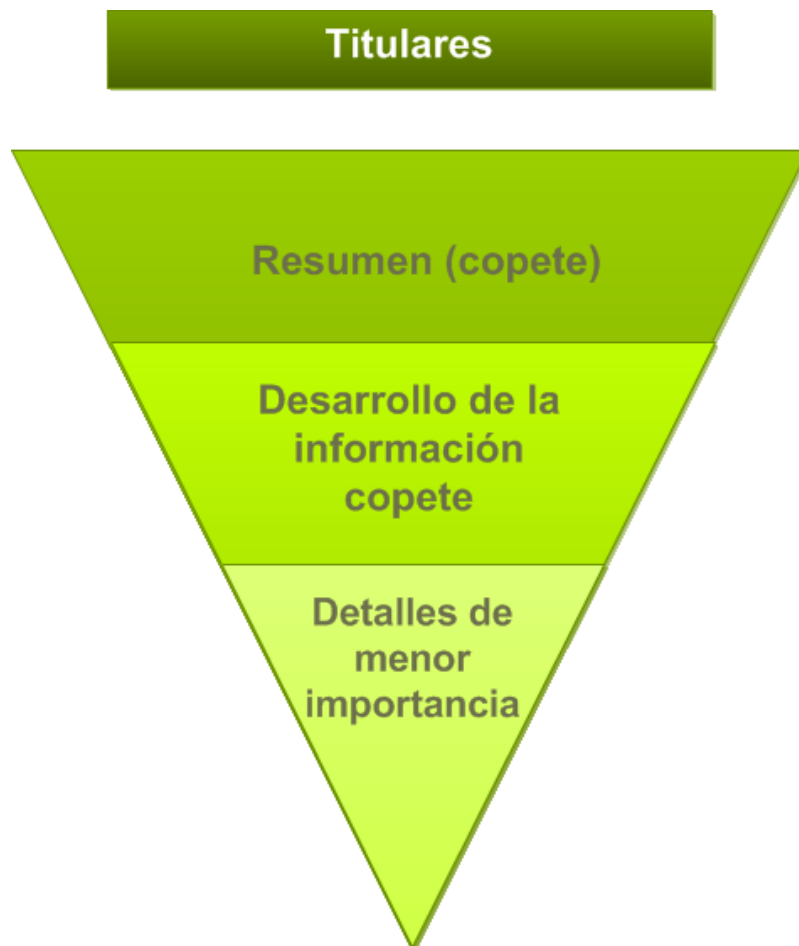 Titulares
Resumen (copete)
Desarrollo de la
información
copete
Detalles de
menor
importancia